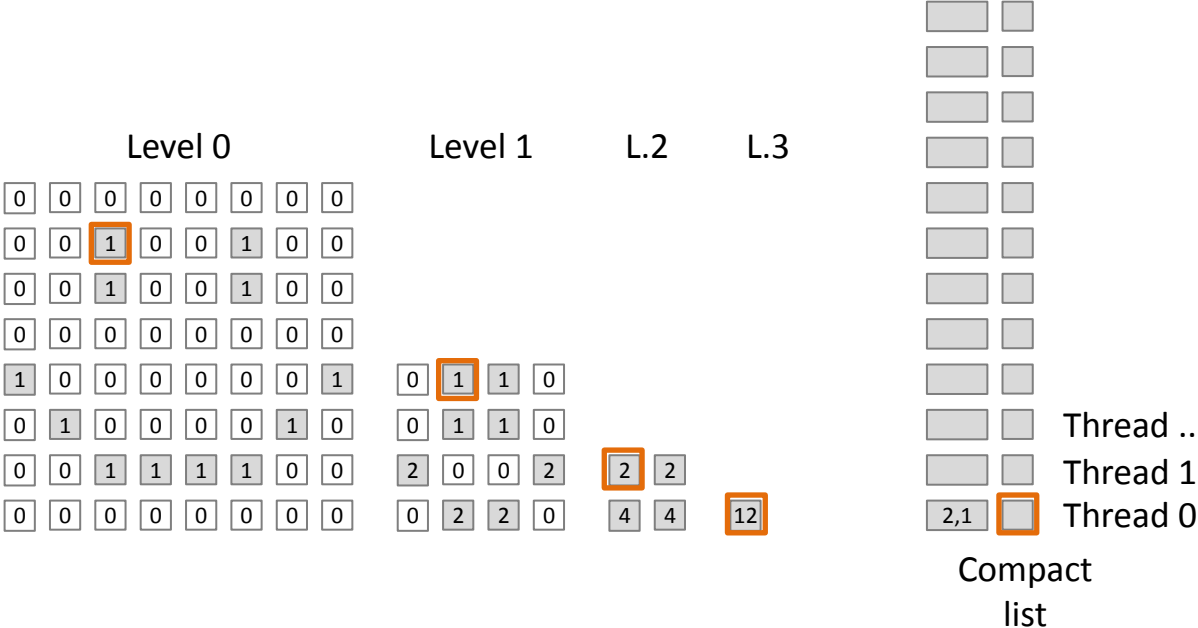 Level 0 Level 1 L.2 L.3
0 0 0 0 0 0 0 0
0 0 1 0 0 1 0 0
0 0 1 0 0 1 0 0
0 0 0 0 0 0 0 0
1 0 0 0 0 0 0 1 0 1 1 0
0 1 0 0 0 0 1 0 0 1 1 0 Thread ..
0 0 1 1 1 1 0 0 2 0 0 2 2 2 Thread 1
0 0 0 0 0 0 0 0 0 2 2 0 4 4 12 2,1 Thread 0
Compact
list